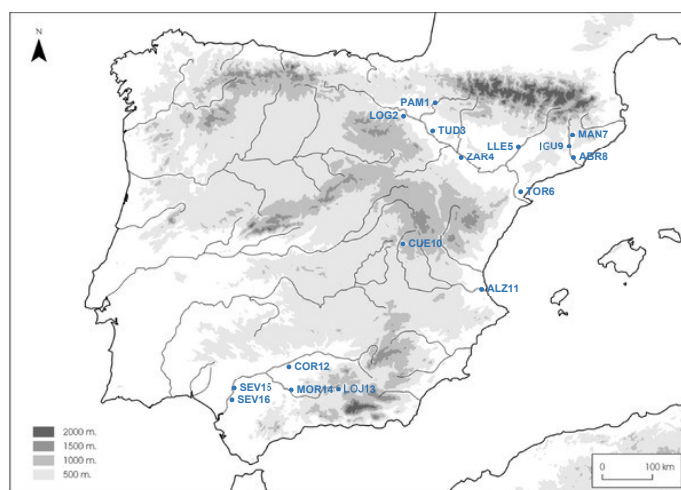 N
PAM1
LOG2
TUD3
MAN7
LLE5
IGU9
ZAR4
ABR8
TOR6
CUE10
ALZ11
COR12
SEV15
MOR14
LOJ13
SEV16
2000 m.
1500 m.
1000 m.
500 m.
0 100 km